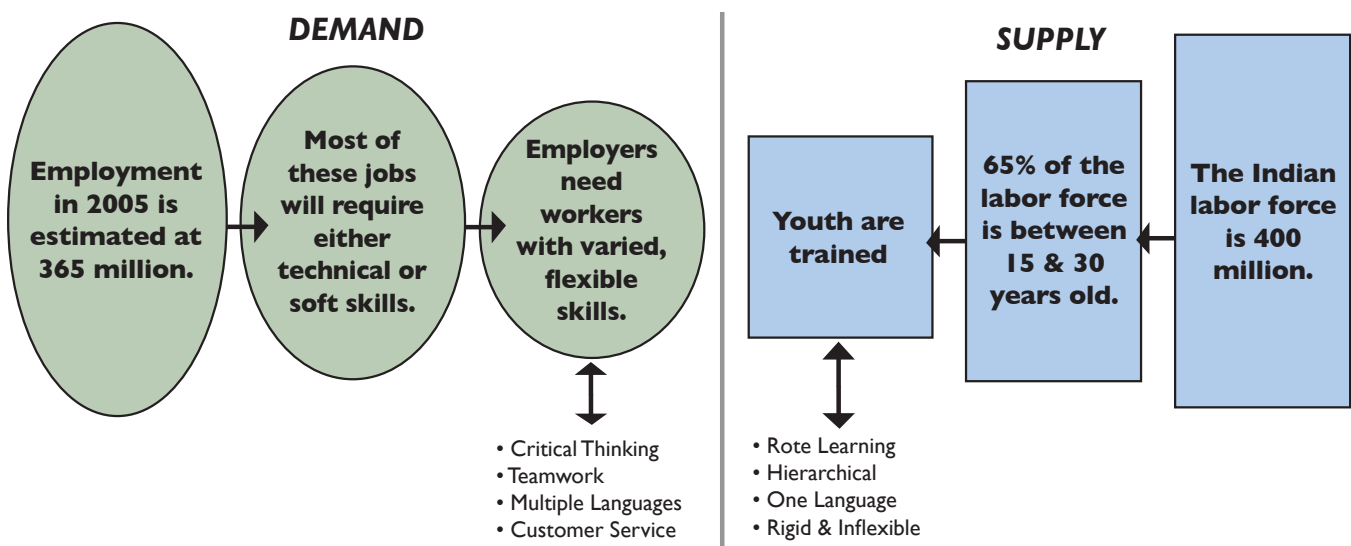 DEMAND
Employment
in 2005 is
estimated at
365 million.
Most of
these jobs
will require
either
technical or
soft skills.
Employers
need
workers
with varied,
flexible
skills.
• Critical Thinking
• Teamwork
• Multiple Languages
• Customer Service
SUPPLY
Youth are
trained
65% of the
labor force
is between
15 & 30
years old.
The Indian
labor force
is 400
million.
• Rote Learning
• Hierarchical
• One Language
• Rigid & Inflexible